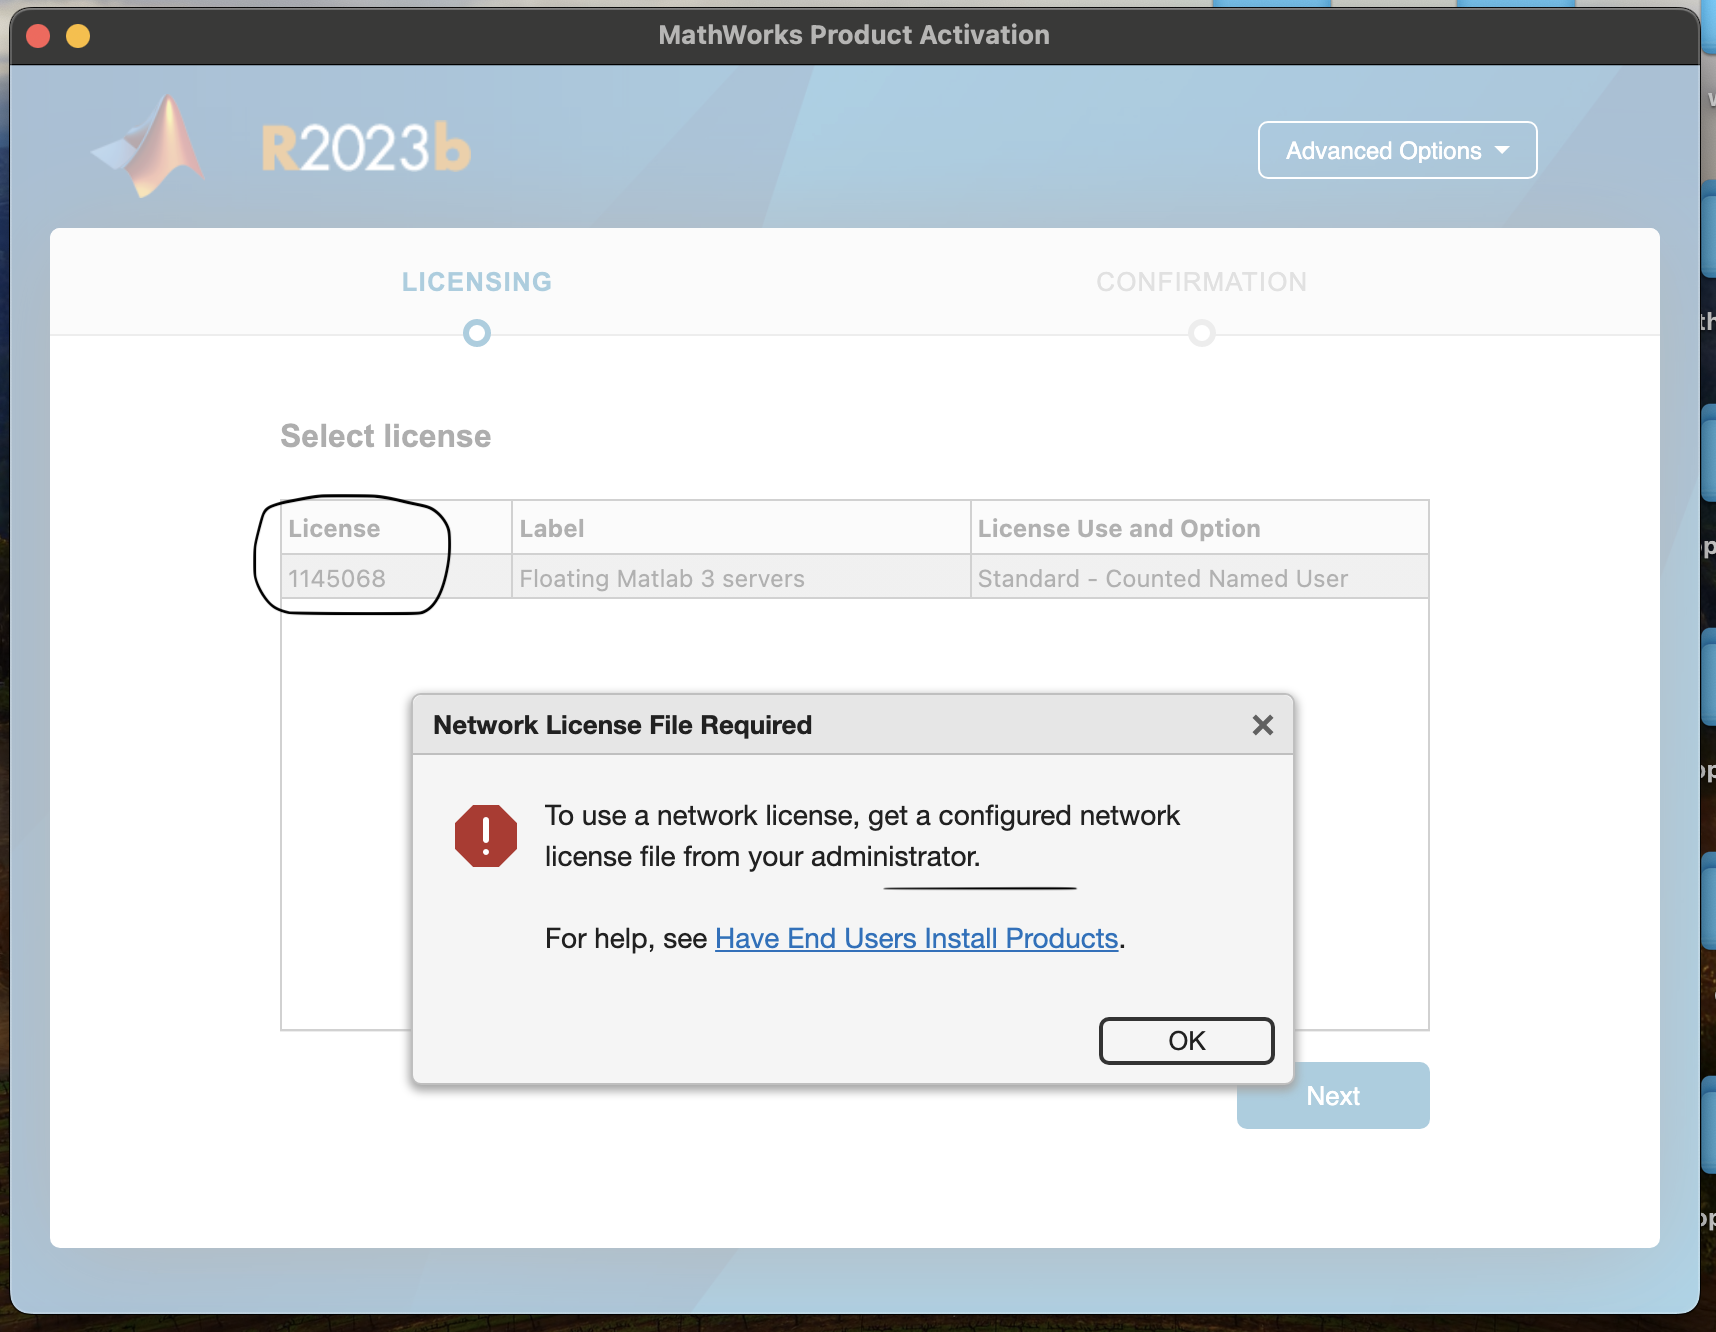 MathWorks Product Activation
R2023b
Advanced Options
LICENSING
CONFIRMATION
Select license
License Label License Use and Option
1145068 Floating Matlab 3 servers Standard - Counted Named User
Network License File Required
To use a network license, get a configured network
license file from your administrator.
For help, see Have End Users Install Products.
OK
Next